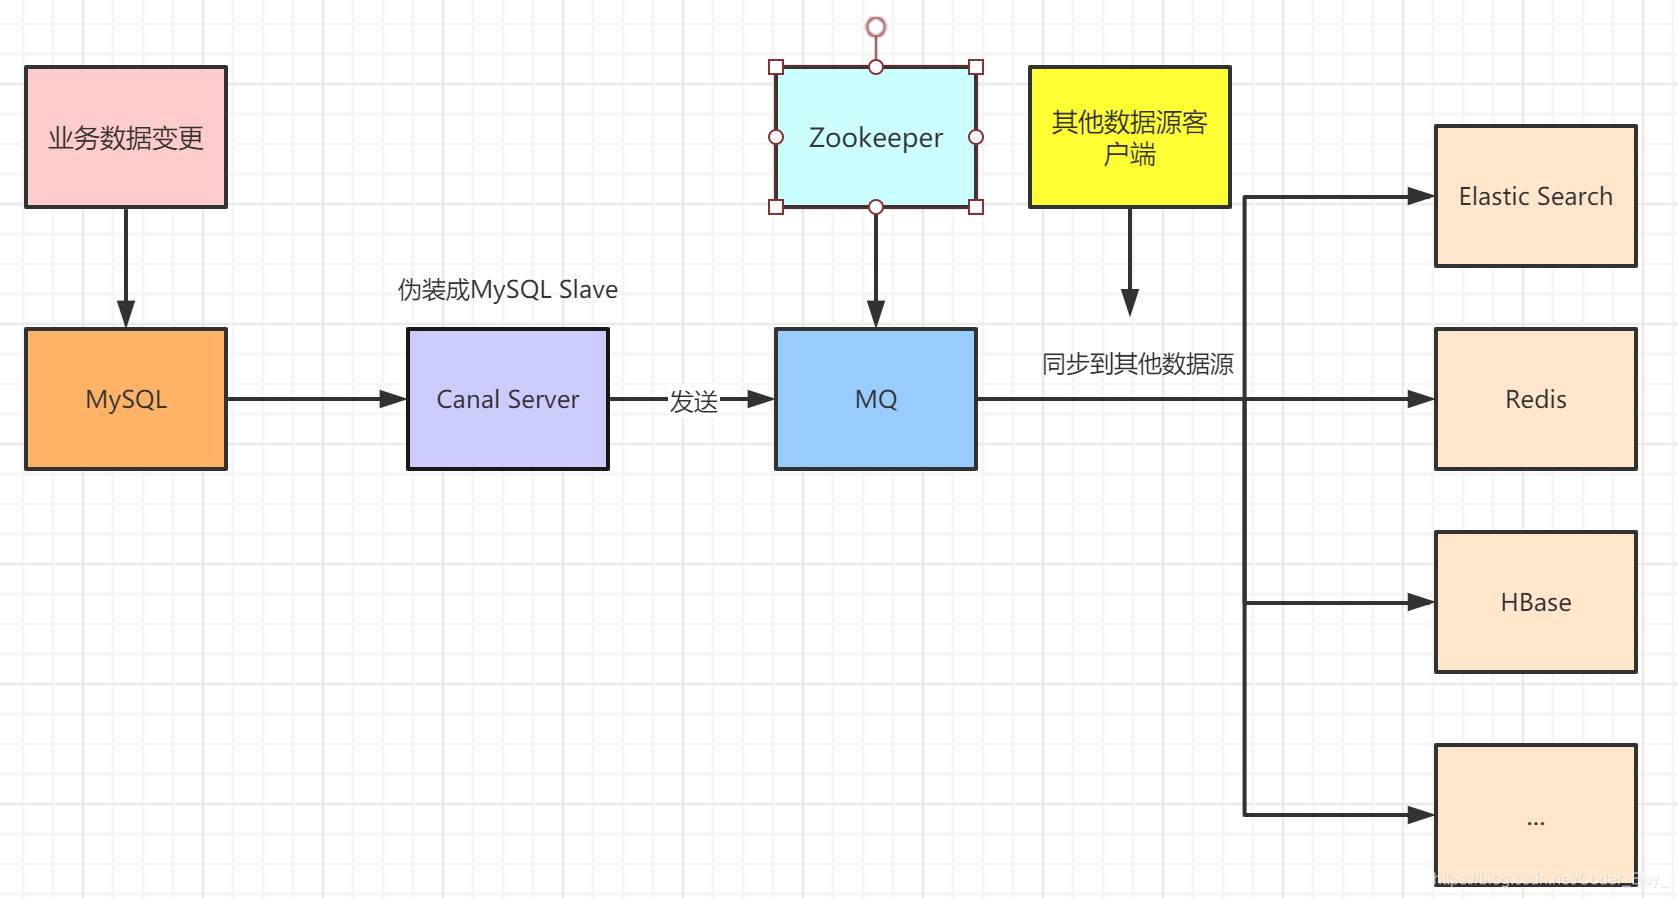 业务数据变更
Zookeeper
其他数据源客
户端
Elastic Search
伪装成MySQL Slave
同步到其他数据源
MySQL
Canal Server
发送
MQ
Redis
HBase
...
https://blog.csdn.net/Coder_Boy_